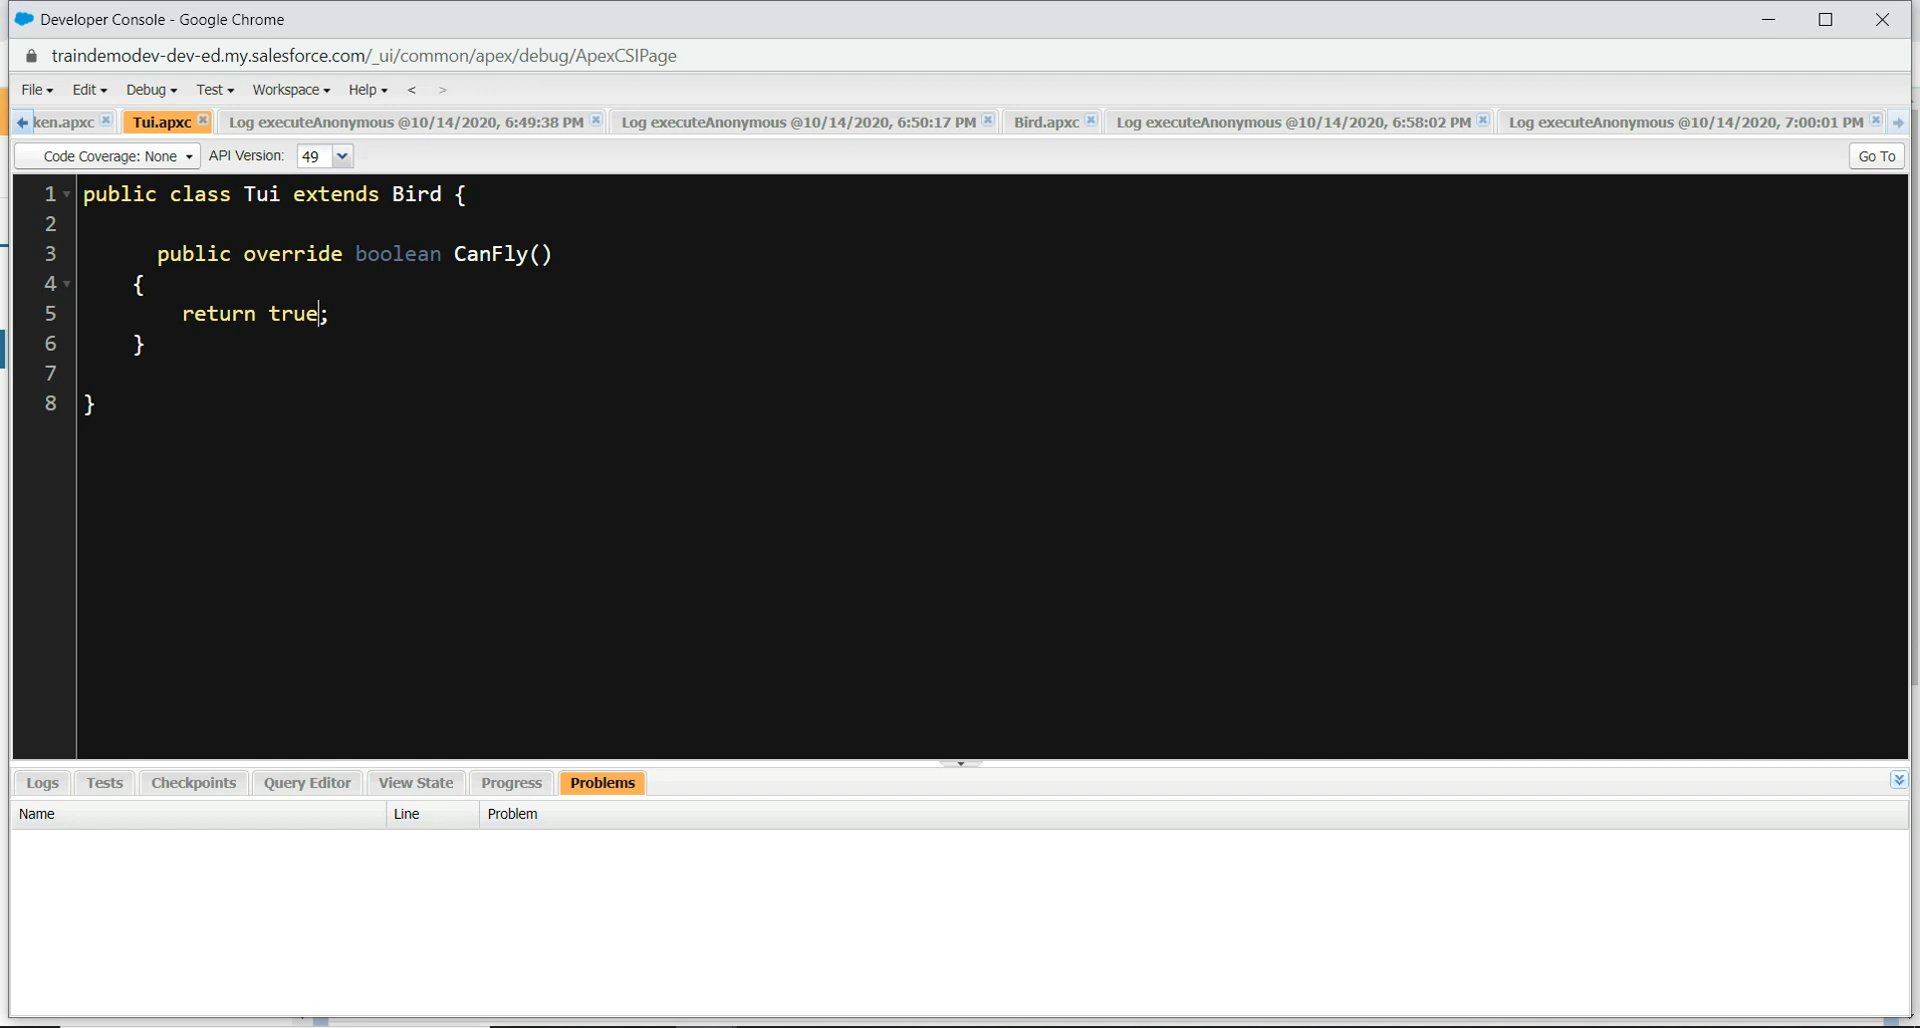 Developer Console - Google Chrome
traindemodev-dev-ed.my.salesforce.com/_ui/common/apex/debug/ApexCSIPage
File Edit Debug Test Workspace Help < >
ken.apxc Tui.apxc Log executeAnonymous @10/14/2020, 6:49:38 PM Log executeAnonymous @10/14/2020, 6:50:17 PM Bird.apxc Log executeAnonymous @10/14/2020, 6:58:02 PM Log executeAnonymous @10/14/2020, 7:00:01 PM
Code Coverage: None API Version: 49 Go To
1 public class Tui extends Bird {
2
3 public override boolean CanFly()
4 {
5 return true;
6 }
7
8 }
Logs Tests Checkpoints Query Editor View State Progress Problems
Name Line Problem